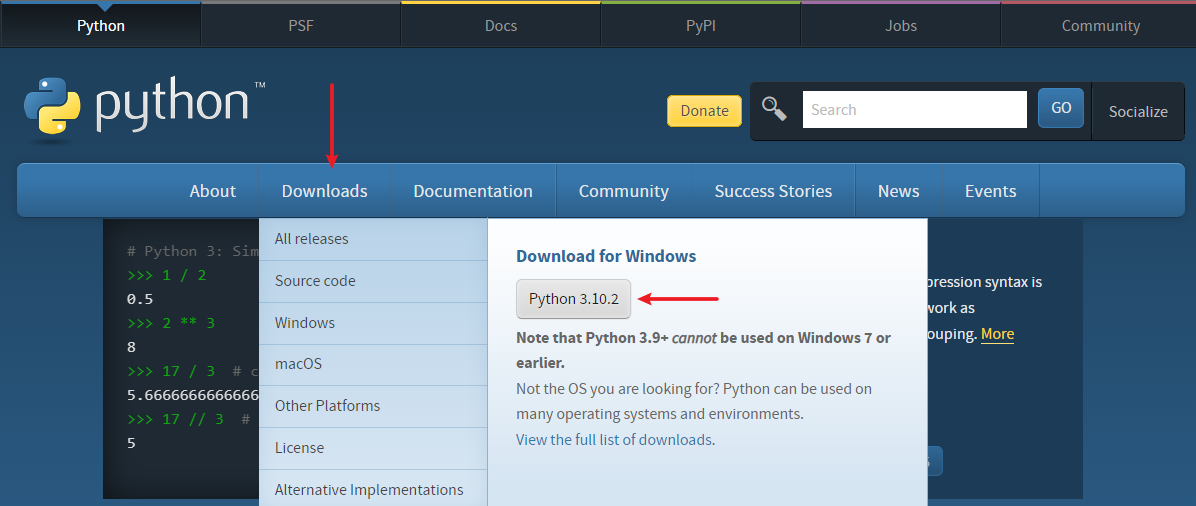 Python PSF Docs PyPI Jobs Community
python™
Donate
Search
GO
Socialize
About Downloads Documentation Community Success Stories News Events
# Python 3: Sim
>>> 1 / 2
0.5
>>> 2 ** 3
8
>>> 17 / 3 # c
5.666666666666
>>> 17 // 3 #
5
All releases
Source code
Windows
macOS
Other Platforms
License
Alternative Implementations
Download for Windows
Python 3.10.2
Note that Python 3.9+ cannot be used on Windows 7 or
earlier.
Not the OS you are looking for? Python can be used on
many operating systems and environments.
View the full list of downloads.
pression syntax is
work as
ouping. More